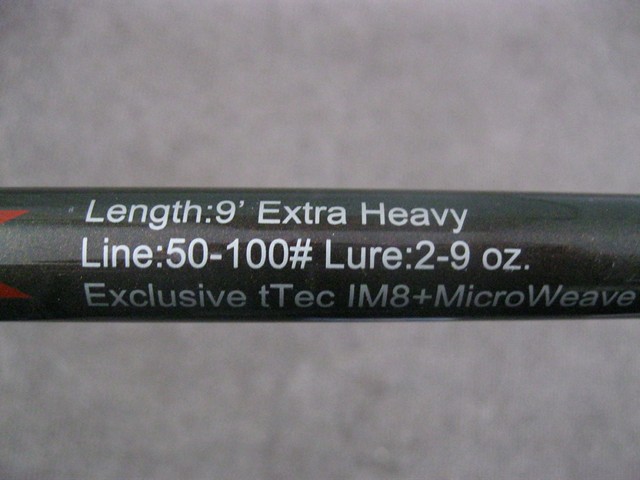 Length:9' Extra Heavy
Line:50-100# Lure:2-9 oz.
Exclusive tTec IM8+MicroWeave